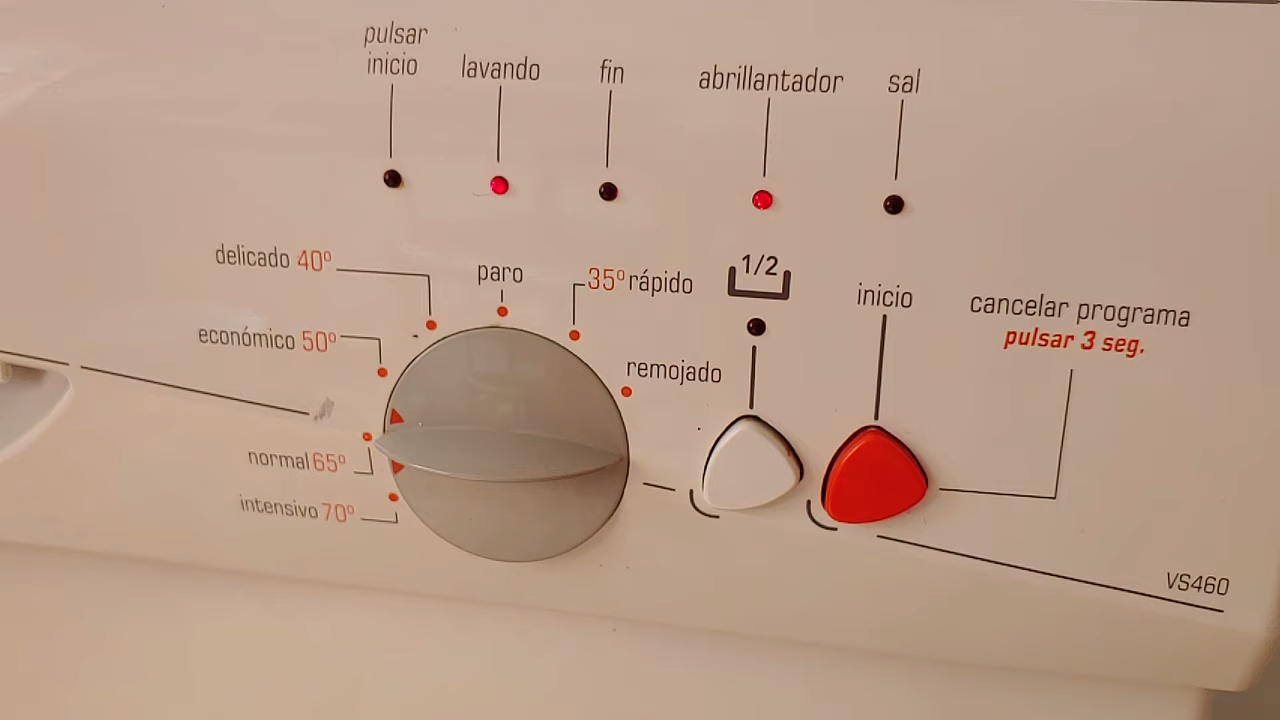 pulsar
inicio
lavando
fin
abrillantador
sal
delicado 40º
paro
35º rápido
1/2
inicio
cancelar programa
pulsar 3 seg.
económico 50º
remojado
normal 65º
intensivo 70º
VS460